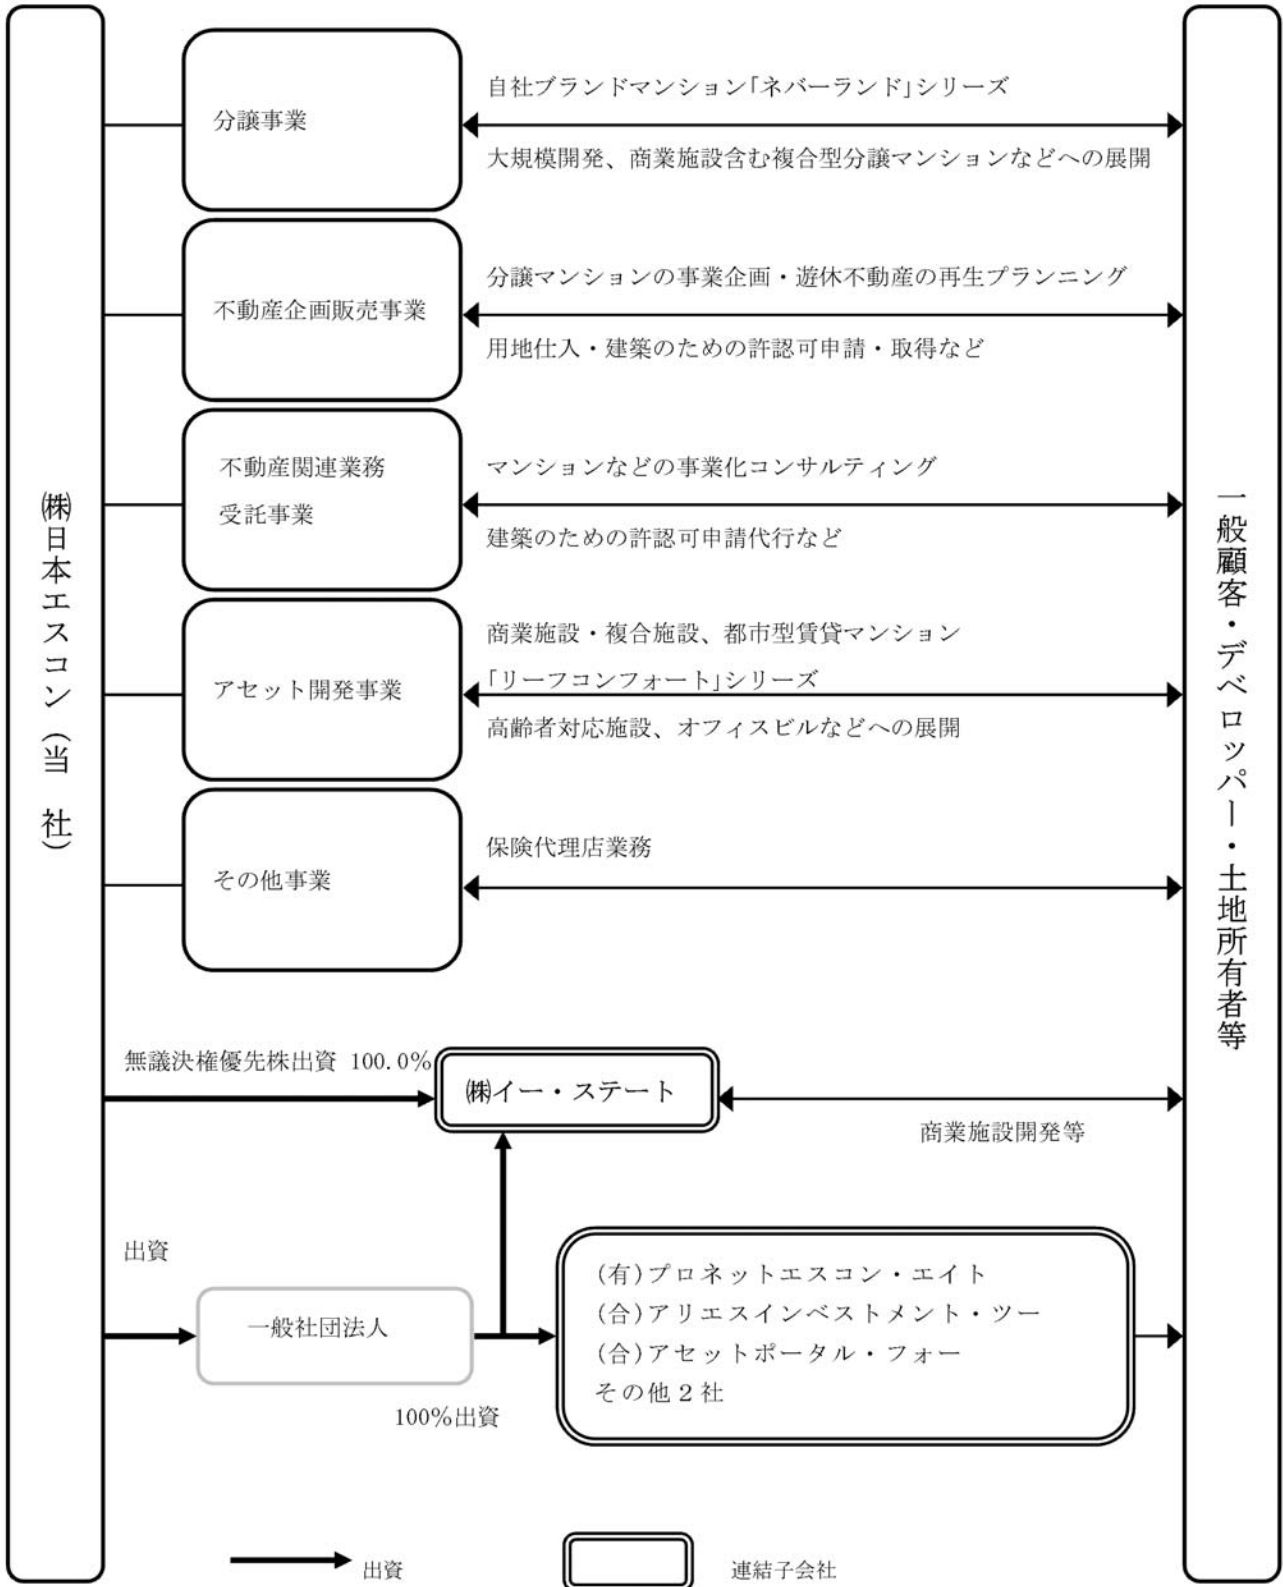 ㈱日本エスコン（当　社）
分譲事業
自社ブランドマンション「ネバーランド」シリーズ
大規模開発、商業施設含む複合型分譲マンションなどへの展開
不動産企画販売事業
分譲マンションの事業企画・遊休不動産の再生プランニング
用地仕入・建築のための許認可申請・取得など
不動産関連業務
受託事業
マンションなどの事業化コンサルティング
建築のための許認可申請代行など
アセット開発事業
商業施設・複合施設、都市型賃貸マンション
「リーフコンフォート」シリーズ
高齢者対応施設、オフィスビルなどへの展開
その他事業
保険代理店業務
一般顧客・デベロッパー・土地所有者等
無議決権優先株出資 100.0%
㈱イー・ステート
商業施設開発等
出資
一般社団法人
100%出資
(有)プロネットエスコン・エイト
(合)アリエスインベストメント・ツー
(合)アセットポータル・フォー
その他２社
出資
連結子会社